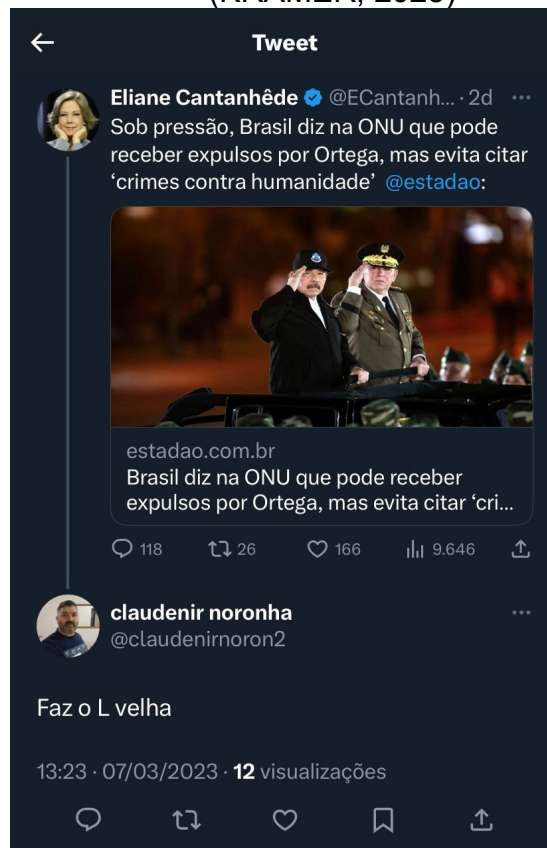 (KRAMER, 2023)
Tweet
Eliane Cantanhêde @ECantanh... · 2d
Sob pressão, Brasil diz na ONU que pode
receber expulsos por Ortega, mas evita citar
‘crimes contra humanidade’ @estadao:
estadao.com.br
Brasil diz na ONU que pode receber
expulsos por Ortega, mas evita citar ‘cri...
118 26 166 9.646
claudenir noronha
@claudenirnoron2
Faz o L velha
13:23 · 07/03/2023 · 12 visualizações